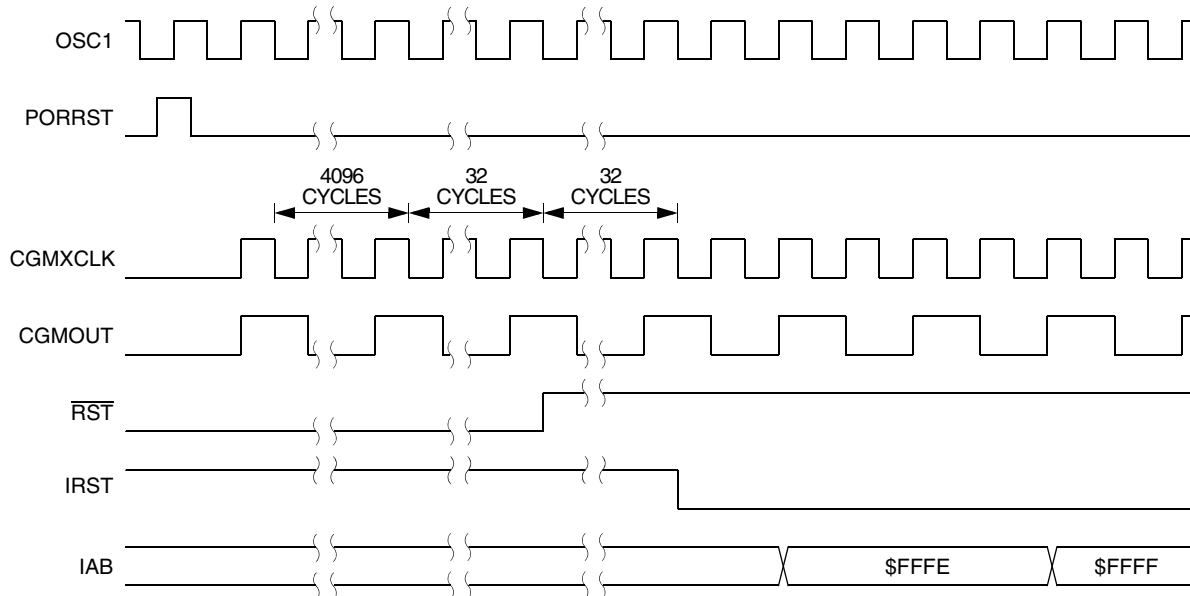 OSC1
PORRST
4096
CYCLES
32
CYCLES
32
CYCLES
CGMXCLK
CGMOUT
RST
IRST
IAB
$FFFE
$FFFF